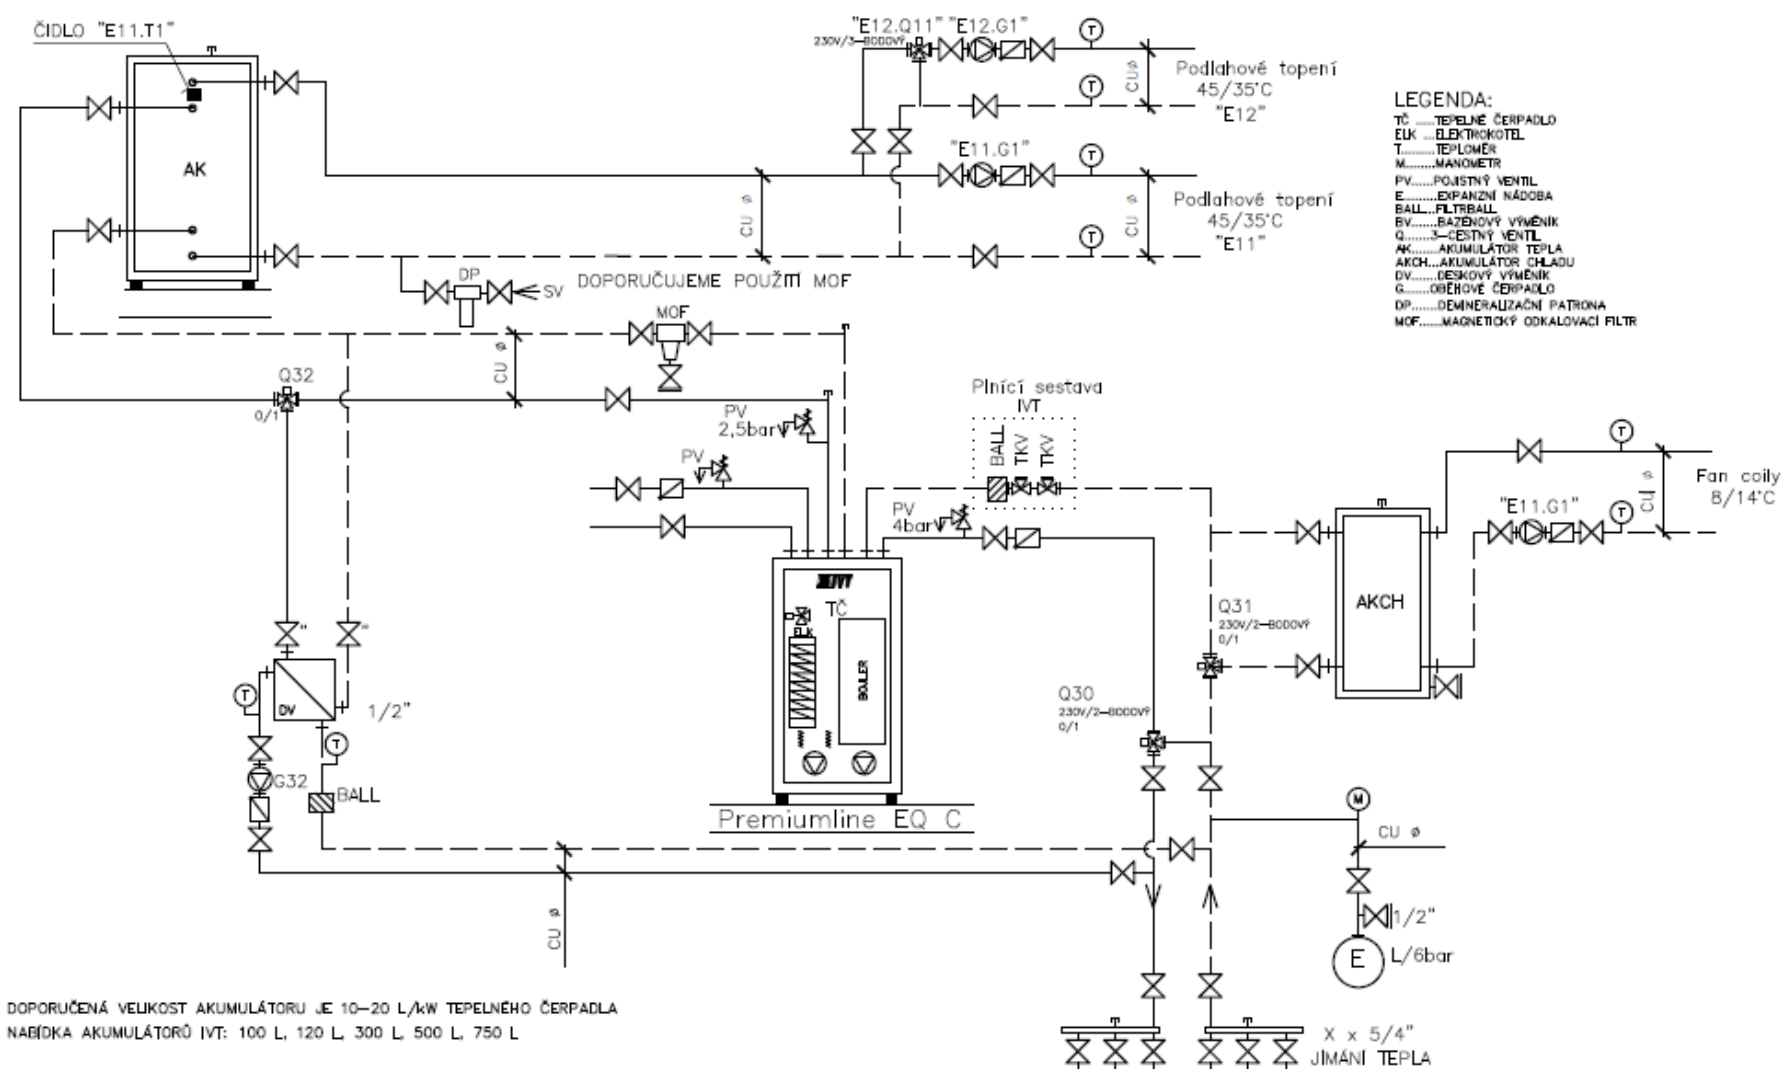 ČIDLO "E11.T1"
AK
"E12.Q11"
230V/3-BODOVÝ
"E12.G1"
T
CU ø
T
Podlahové topení
45/35°C
"E12"
"E11.G1"
T
CU ø
CU ø
T
Podlahové topení
45/35°C
"E11"
LEGENDA:
TČ .....TEPELNÉ ČERPADLO
ELK ...ELEKTROKOTEL
T.........TEPLOMĚR
M........MANOMETR
PV......POJISTNÝ VENTIL
E.........EXPANZNÍ NÁDOBA
BALL...FILTRBALL
BV......BAZÉNOVÝ VÝMĚNÍK
Q........3-CESTNÝ VENTIL
AK......AKUMULÁTOR TEPLA
AKCH...AKUMULÁTOR CHLADU
DV......DESKOVÝ VÝMĚNÍK
G........OBĚHOVÉ ČERPADLO
DP......DEMINERALIZAČNÍ PATRONA
MOF.....MAGNETICKÝ ODKALOVACÍ FILTR
DP
SV
DOPORUČUJEME POUŽITÍ MOF
MOF
CU ø
Q32
0/1
PV
2,5bar
PV
Plnící sestava
IVT
BALL
TKV
TKV
PV
4bar
T
CU ø
Fan coily
8/14°C
"E11.G1"
T
AKCH
Q31
230V/2-BODOVÝ
0/1
IVT
TČ
ELK
BOJLER
Premiumline EQ C
Q30
230V/2-BODOVÝ
0/1
"
"
T
DV
1/2"
T
G32
BALL
CU ø
M
CU ø
1/2"
E
L/6bar
DOPORUČENÁ VELIKOST AKUMULÁTORU JE 10-20 L/kW TEPELNÉHO ČERPADLA
NABÍDKA AKUMULÁTORŮ IVT: 100 L, 120 L, 300 L, 500 L, 750 L
X x 5/4"
JÍMÁNÍ TEPLA